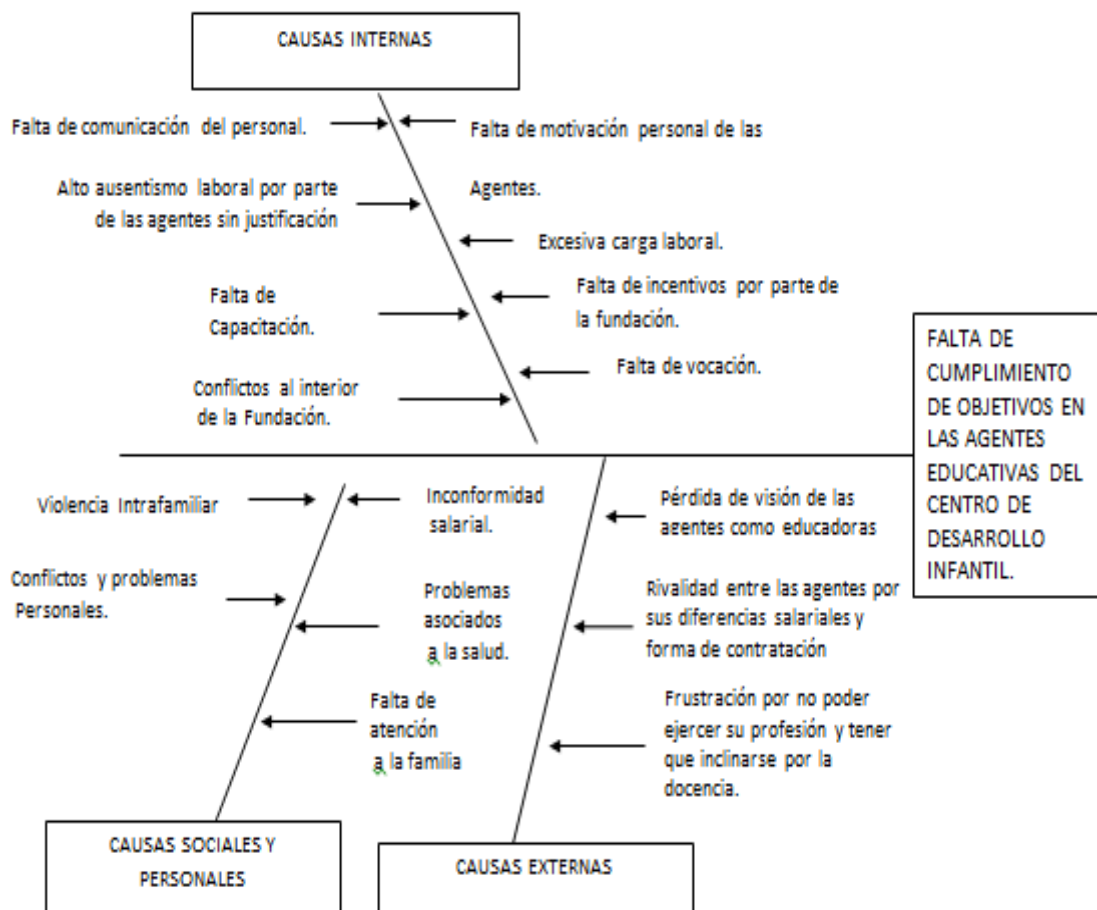 CAUSAS INTERNAS
Falta de comunicación del personal.
Falta de motivación personal de las
Agentes.
Alto ausentismo laboral por parte
de las agentes sin justificación
Excesiva carga laboral.
Falta de
Capacitación.
Falta de incentivos por parte de
la fundación.
Falta de vocación.
Conflictos al interior
de la Fundación.
FALTA DE
CUMPLIMIENTO
DE OBJETIVOS EN
LAS AGENTES
EDUCATIVAS DEL
CENTRO DE
DESARROLLO
INFANTIL.
Violencia Intrafamiliar
Inconformidad
salarial.
Conflictos y problemas
Personales.
Problemas
asociados
a la salud.
Falta de
atención
a la familia
Pérdida de visión de las
agentes como educadoras
Rivalidad entre las agentes por
sus diferencias salariales y
forma de contratación
Frustración por no poder
ejercer su profesión y tener
que inclinarse por la
docencia.
CAUSAS SOCIALES Y
PERSONALES
CAUSAS EXTERNAS